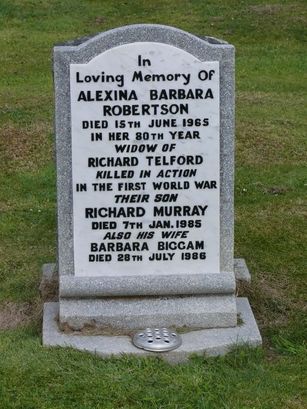 In
Loving Memory Of
ALEXINA BARBARA
ROBERTSON
DIED 15TH JUNE 1965
IN HER 80TH YEAR
WIDOW OF
RICHARD TELFORD
KILLED IN ACTION
IN THE FIRST WORLD WAR
THEIR SON
RICHARD MURRAY
DIED 7TH JAN. 1985
ALSO HIS WIFE
BARBARA BIGGAM
DIED 28TH JULY 1986